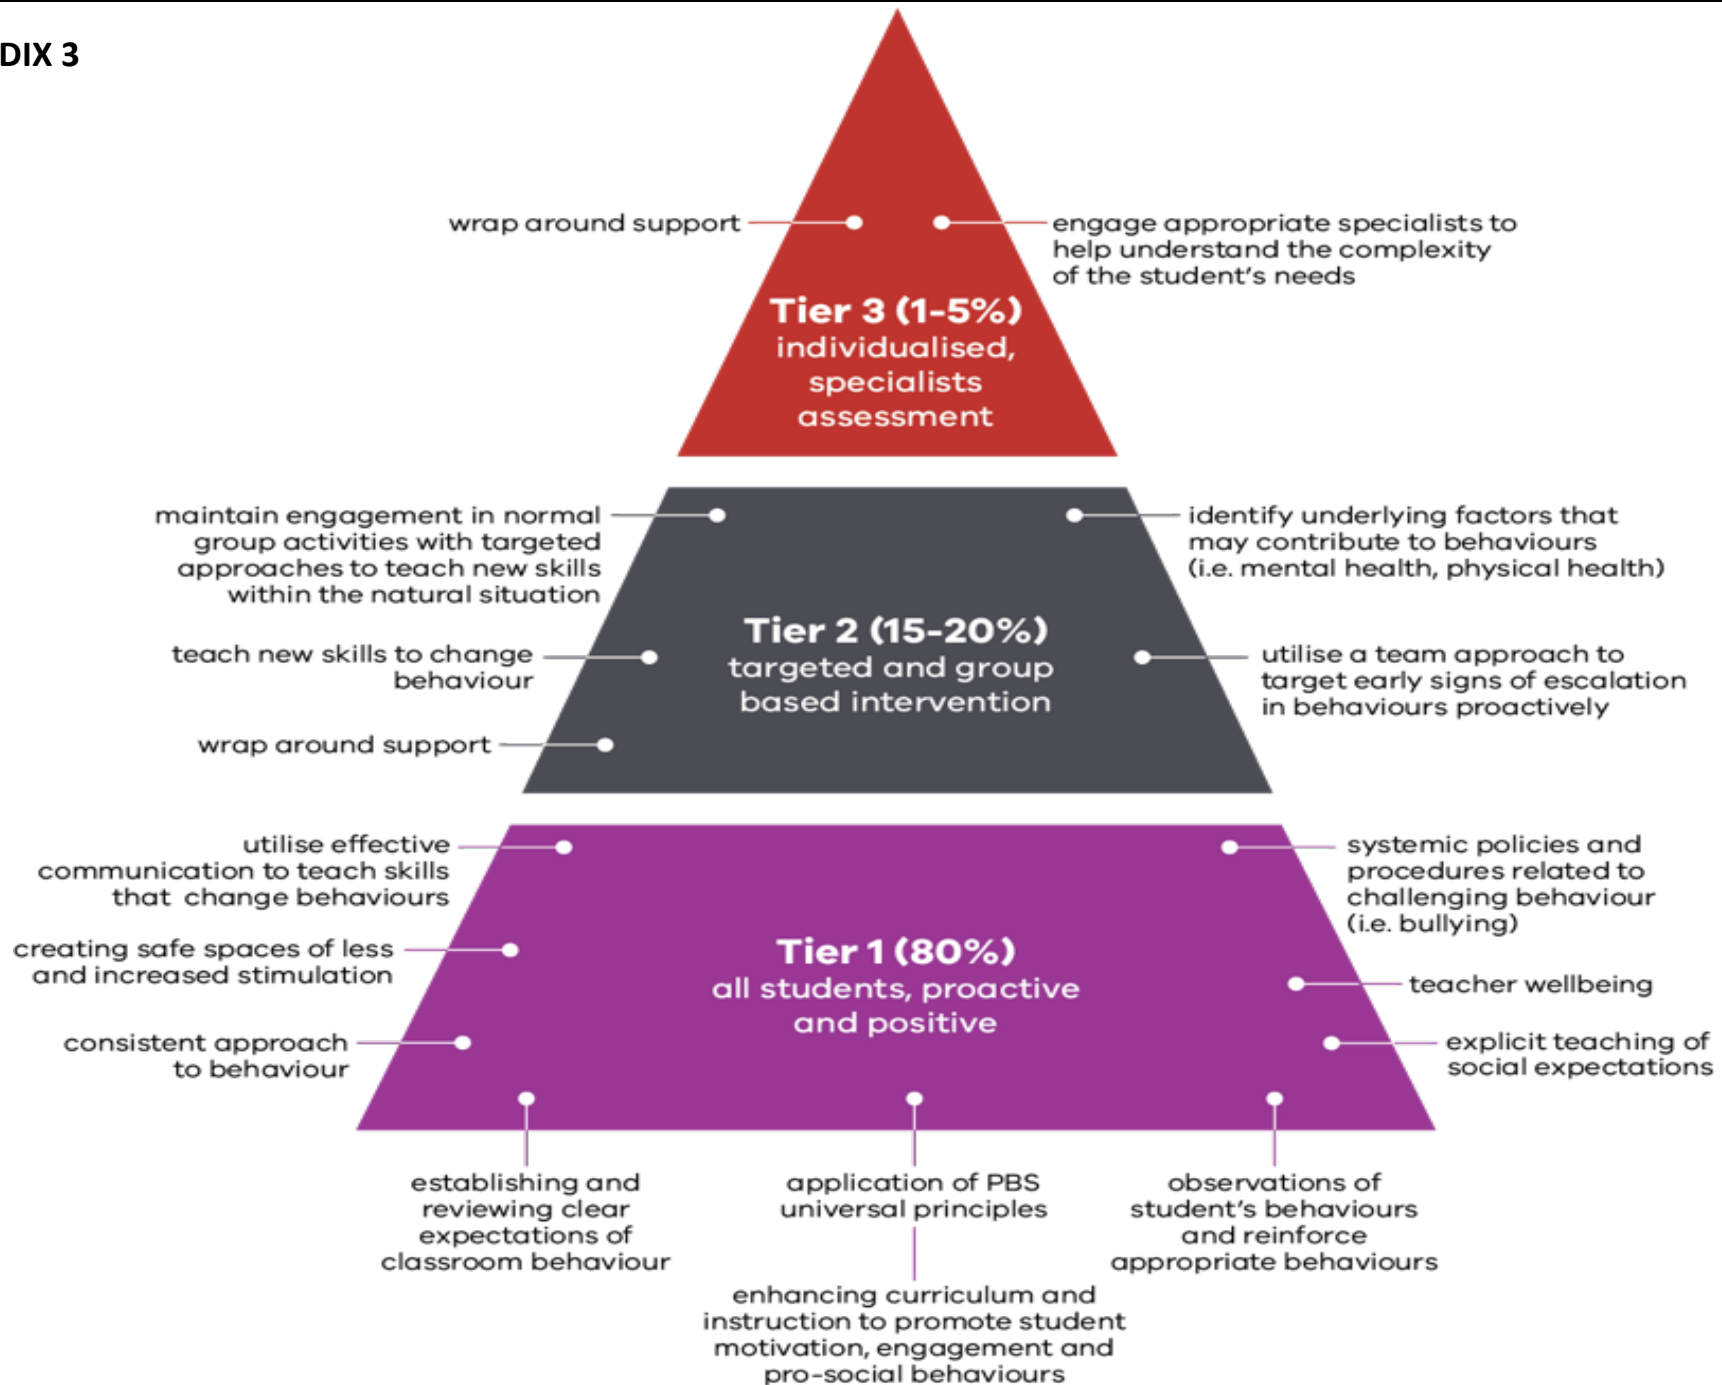 DIX 3
wrap around support
engage appropriate specialists to
help understand the complexity
of the student's needs
Tier 3 (1-5%)
individualised,
specialists
assessment
maintain engagement in normal
group activities with targeted
approaches to teach new skills
within the natural situation
identify underlying factors that
may contribute to behaviours
(i.e. mental health, physical health)
Tier 2 (15-20%)
targeted and group
based intervention
teach new skills to change
behaviour
utilise a team approach to
target early signs of escalation
in behaviours proactively
wrap around support
utilise effective
communication to teach skills
that change behaviours
systemic policies and
procedures related to
challenging behaviour
(i.e. bullying)
creating safe spaces of less
and increased stimulation
Tier 1 (80%)
all students, proactive
and positive
teacher wellbeing
consistent approach
to behaviour
explicit teaching of
social expectations
establishing and
reviewing clear
expectations of
classroom behaviour
application of PBS
universal principles
enhancing curriculum and
instruction to promote student
motivation, engagement and
pro-social behaviours
observations of
student's behaviours
and reinforce
appropriate behaviours